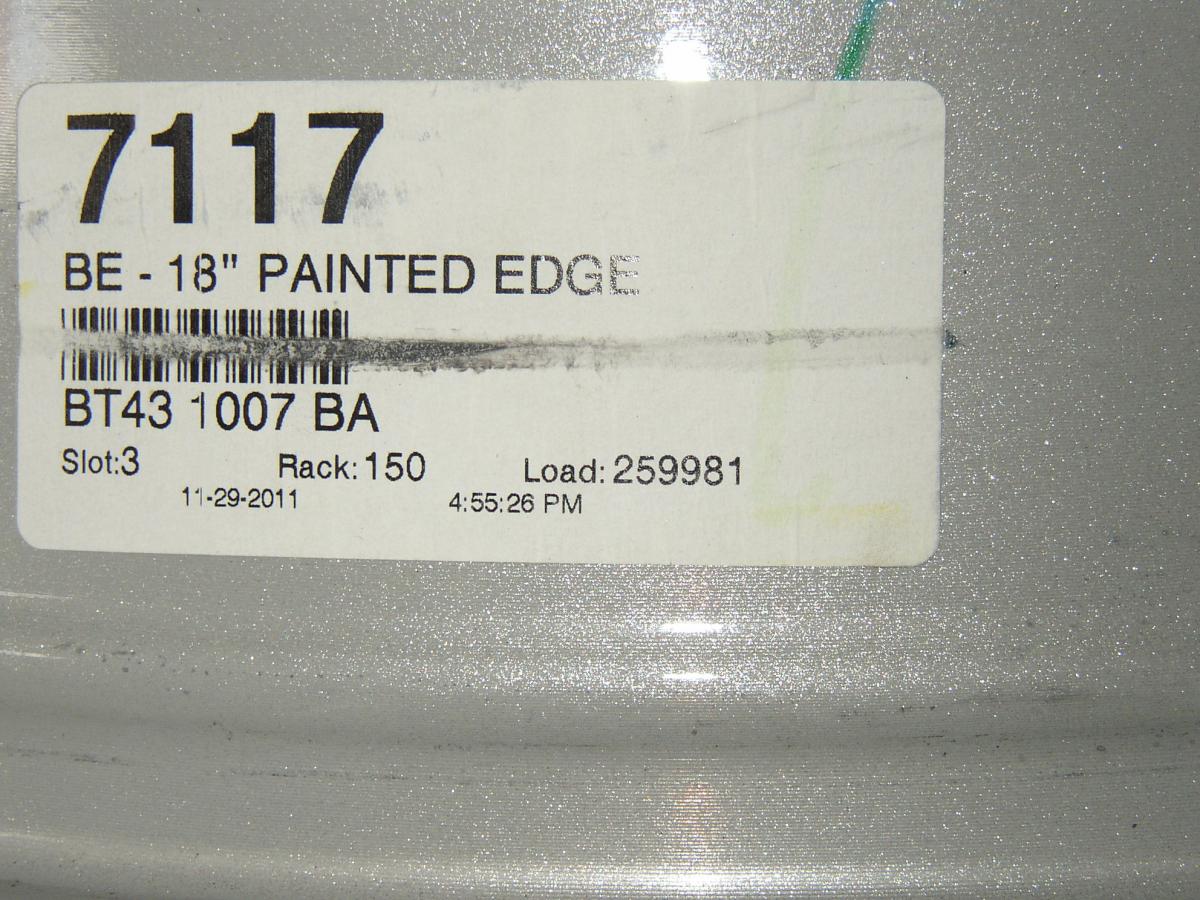 7117
BE - 18" PAINTED EDGE
BT43 1007 BA
Slot:3 Rack:150 Load:259981
11-29-2011 4:55:26 PM